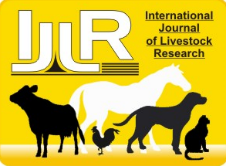 IJLR
International
Journal
of Livestock
Research